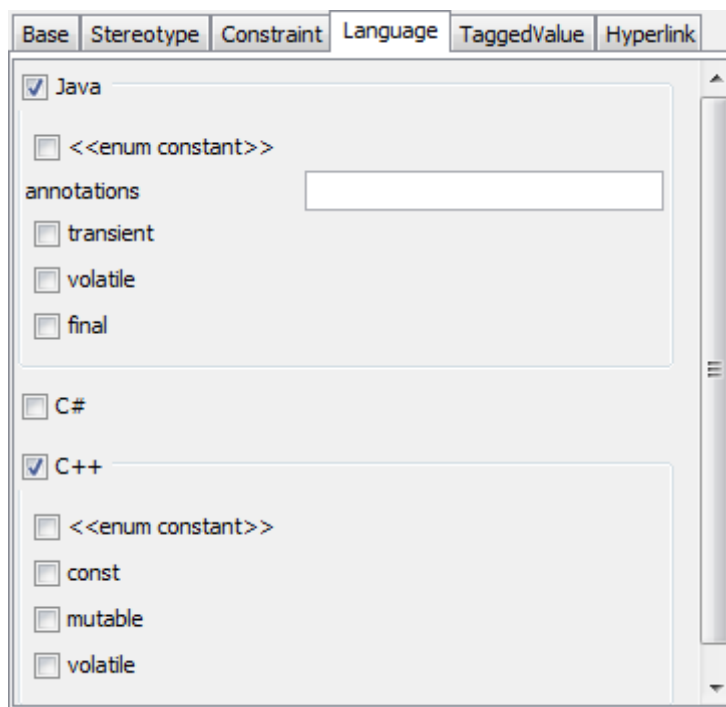 Base Stereotype Constraint Language TaggedValue Hyperlink
Java
<<enum constant>>
annotations
transient
volatile
final
C#
C++
<<enum constant>>
const
mutable
volatile